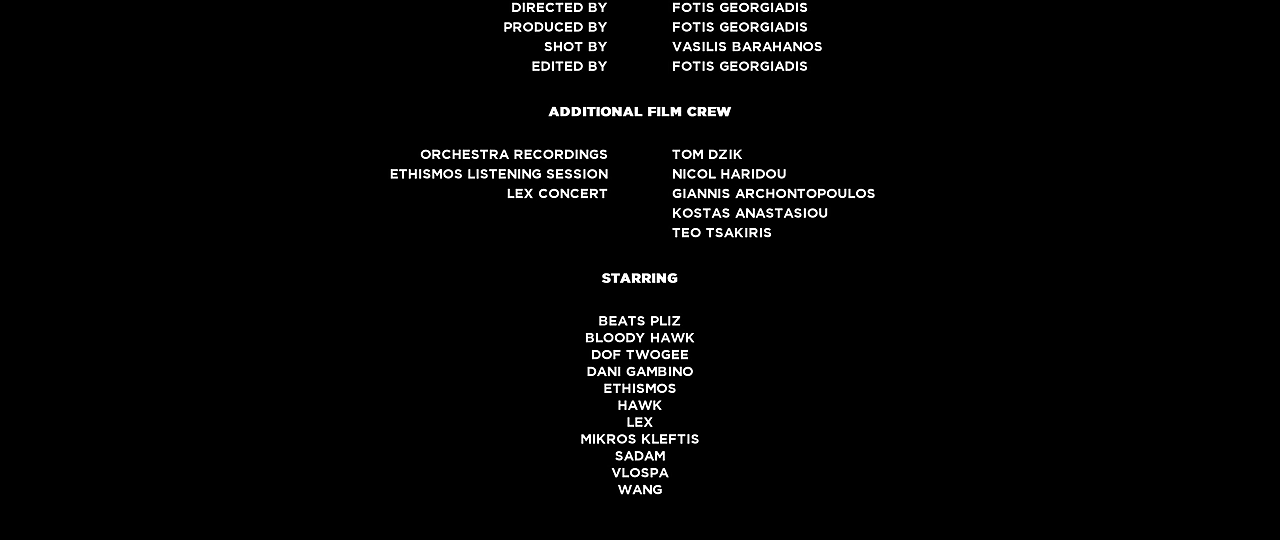 DIRECTED BY FOTIS GEORGIADIS
PRODUCED BY FOTIS GEORGIADIS
SHOT BY VASILIS BARAHANOS
EDITED BY FOTIS GEORGIADIS
ADDITIONAL FILM CREW
ORCHESTRA RECORDINGS TOM DZIK
ETHISMOS LISTENING SESSION NICOL HARIDOU
LEX CONCERT GIANNIS ARCHONTOPOULOS
KOSTAS ANASTASIOU
TEO TSAKIRIS
STARRING
BEATS PLIZ
BLOODY HAWK
DOF TWOGEE
DANI GAMBINO
ETHISMOS
HAWK
LEX
MIKROS KLEFTIS
SADAM
VLOSPA
WANG